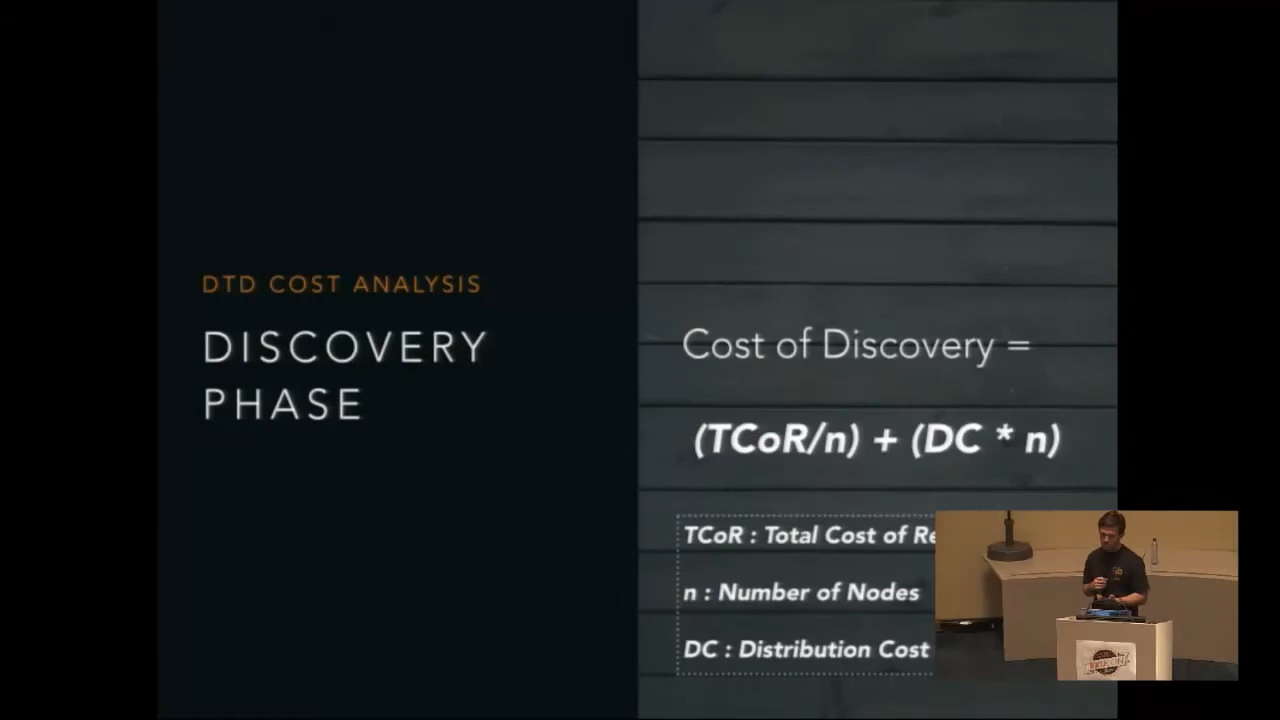 DTD COST ANALYSIS
DISCOVERY
PHASE
Cost of Discovery =
(TCoR/n) + (DC * n)
TCoR : Total Cost of
n : Number of Nodes
DC : Distribution Cost